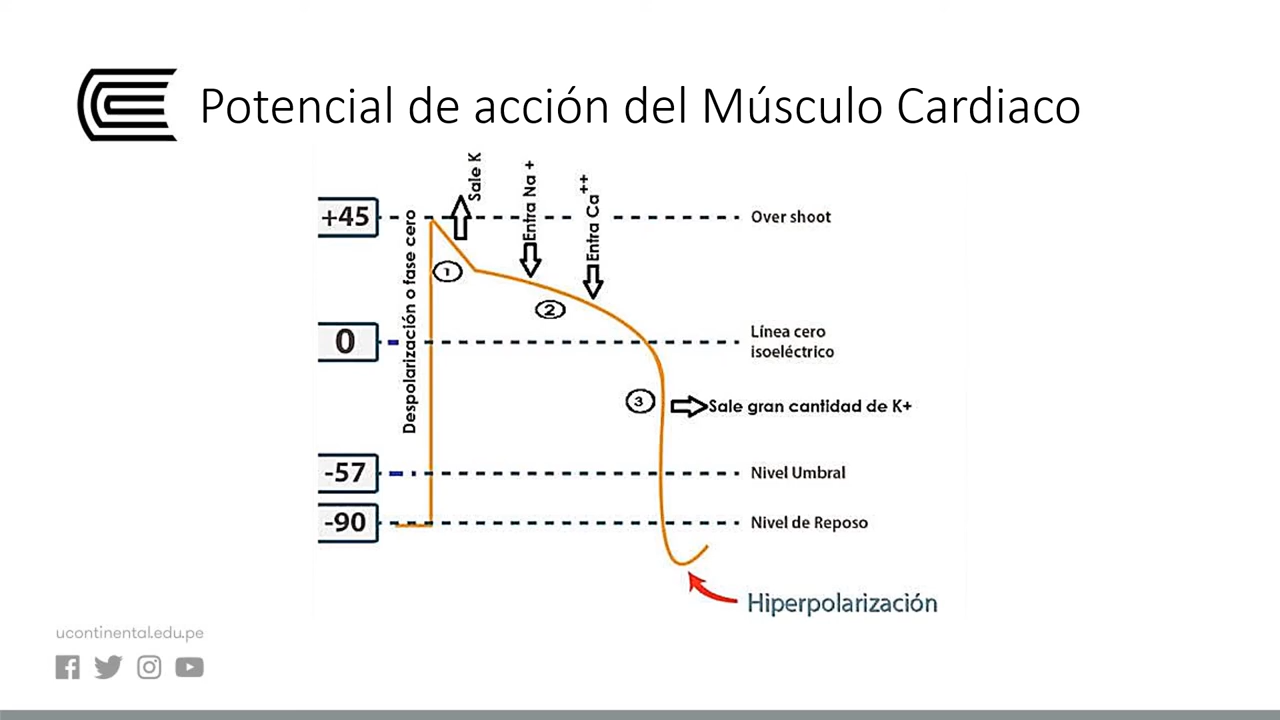 Potencial de acción del Músculo Cardiaco
Sale K
Entra Na +
Entra Ca++
+45
Over shoot
Despolarización o fase cero
1
2
0
Línea cero
isoeléctrico
3
Sale gran cantidad de K+
-57
Nivel Umbral
-90
Nivel de Reposo
Hiperpolarización
ucontinental.edu.pe